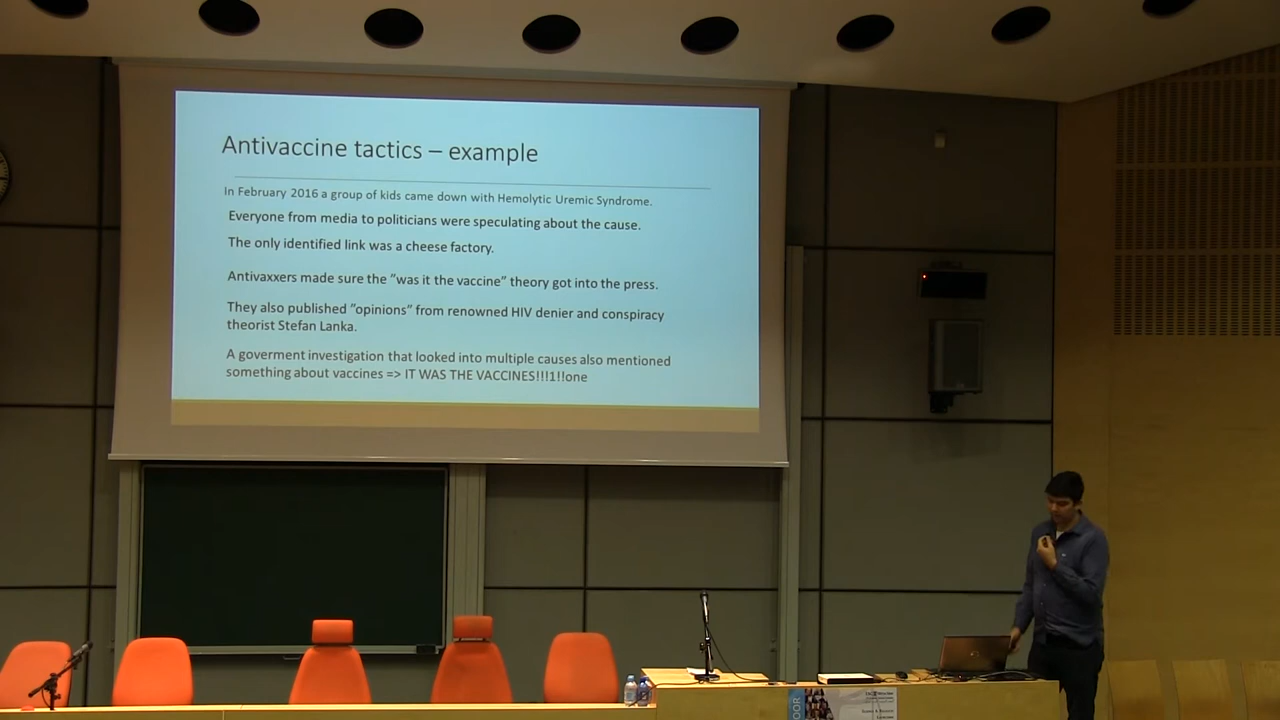 Antivaccine tactics – example
In February 2016 a group of kids came down with Hemolytic Uremic Syndrome.
Everyone from media to politicians were speculating about the cause.
The only identified link was a cheese factory.
Antivaxxers made sure the "was it the vaccine" theory got into the press.
They also published "opinions" from renowned HIV denier and conspiracy
theorist Stefan Lanka.
A goverment investigation that looked into multiple causes also mentioned
something about vaccines => IT WAS THE VACCINES!!!1!!one